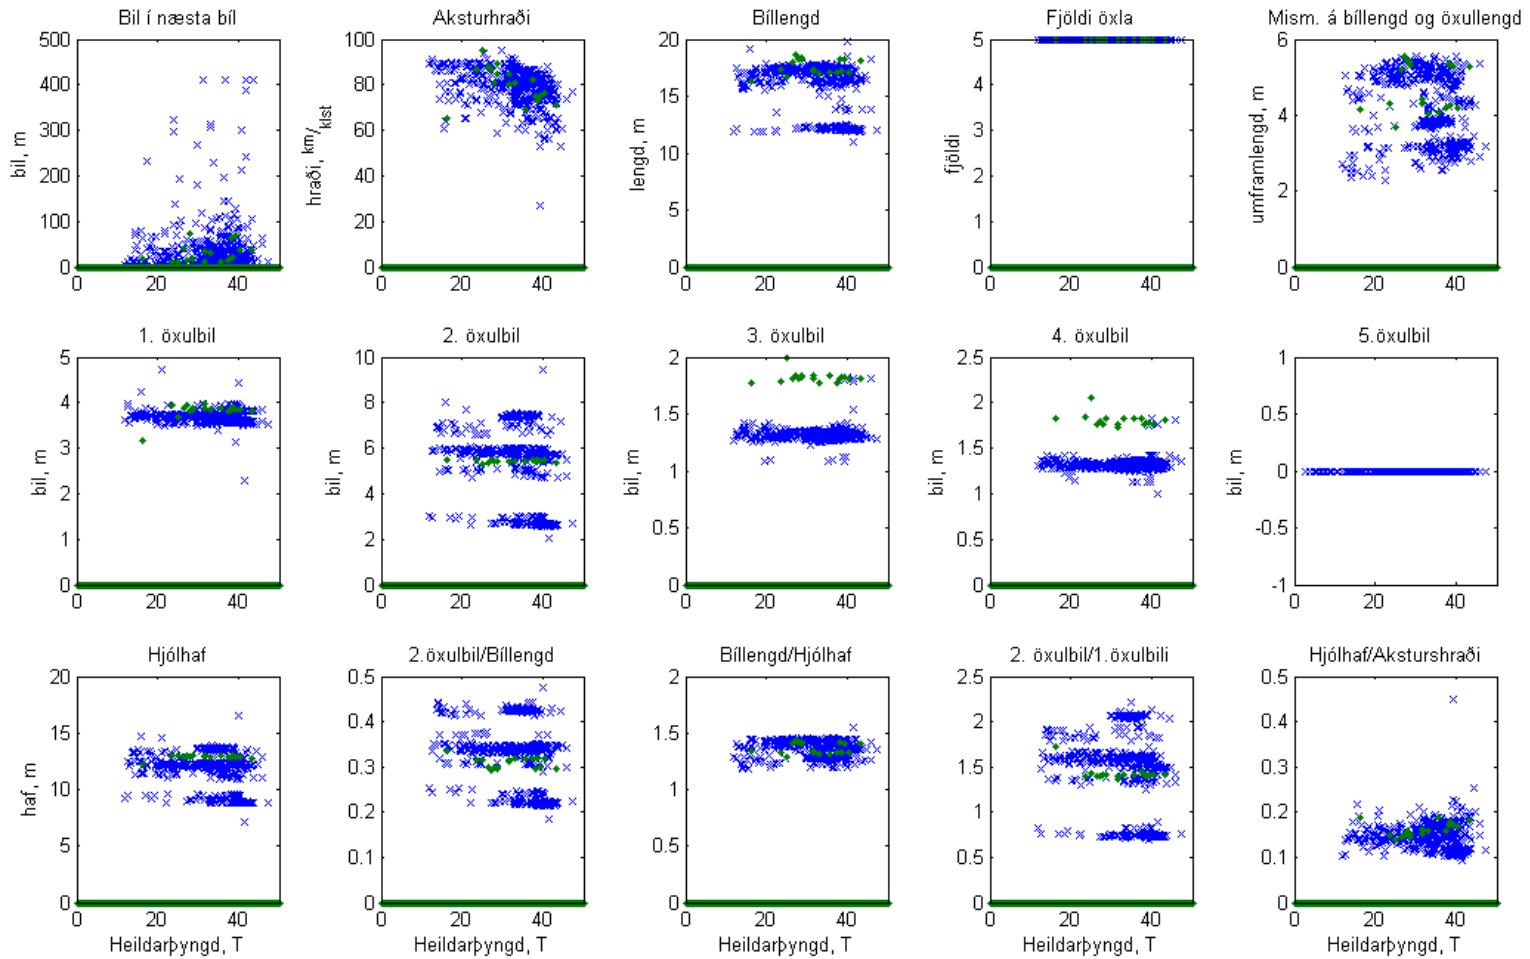 Bil í næsta bíl
Aksturhraði
Bíllengd
Fjöldi öxla
Mism. á bíllengd og öxullengd
500
400
300
200
100
0
bil, m
0 20 40
100
80
60
40
20
0
hraði, km/klst
0 20 40
20
15
10
5
0
lengd, m
0 20 40
5
4
3
2
1
0
fjöldi
0 20 40
6
4
2
0
umframlengd, m
0 20 40
1. öxulbil
2. öxulbil
3. öxulbil
4. öxulbil
5.öxulbil
5
4
3
2
1
0
bil, m
0 20 40
10
8
6
4
2
0
bil, m
0 20 40
2
1.5
1
0.5
0
bil, m
0 20 40
2.5
2
1.5
1
0.5
0
bil, m
0 20 40
1
0.5
0
-0.5
-1
bil, m
0 20 40
Hjólhaf
2.öxulbil/Bíllengd
Bíllengd/Hjólhaf
2. öxulbil/1.öxulbili
Hjólhaf/Aksturshraði
20
15
10
5
0
haf, m
0 20 40
Heildarþyngd, T
0.5
0.4
0.3
0.2
0.1
0
0 20 40
Heildarþyngd, T
2
1.5
1
0.5
0
0 20 40
Heildarþyngd, T
2.5
2
1.5
1
0.5
0
0 20 40
Heildarþyngd, T
0.5
0.4
0.3
0.2
0.1
0
0 20 40
Heildarþyngd, T